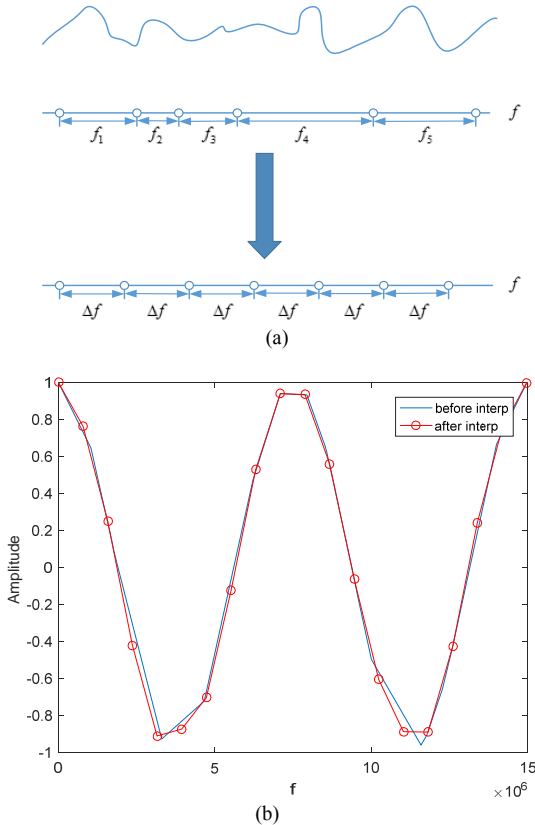 f
f1 f2 f3 f4 f5
f
Δf Δf Δf Δf Δf Δf
(a)
1
0.8
0.6
0.4
0.2
0
-0.2
-0.4
-0.6
-0.8
-1
Amplitude
before interp
after interp
0 5 10 15
f
×10^6
(b)